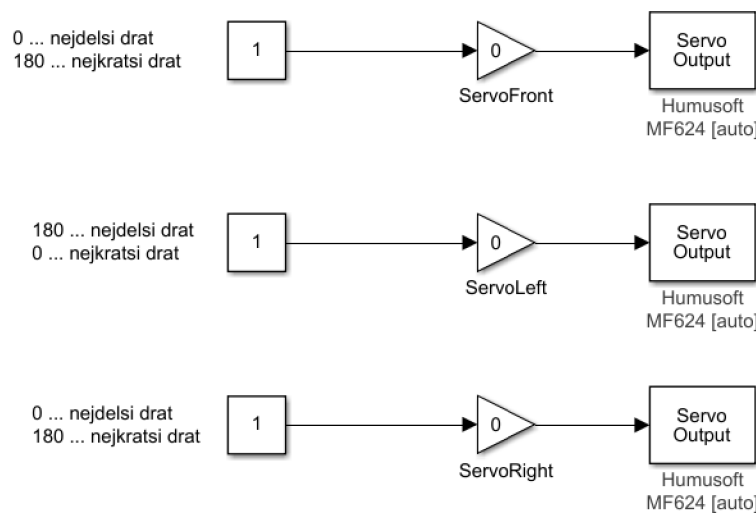 0 ... nejdelsi drat
180 ... nejkratsi drat
1
0
ServoFront
Servo
Output
Humusoft
MF624 [auto]
180 ... nejdelsi drat
0 ... nejkratsi drat
1
0
ServoLeft
Servo
Output
Humusoft
MF624 [auto]
0 ... nejdelsi drat
180 ... nejkratsi drat
1
0
ServoRight
Servo
Output
Humusoft
MF624 [auto]